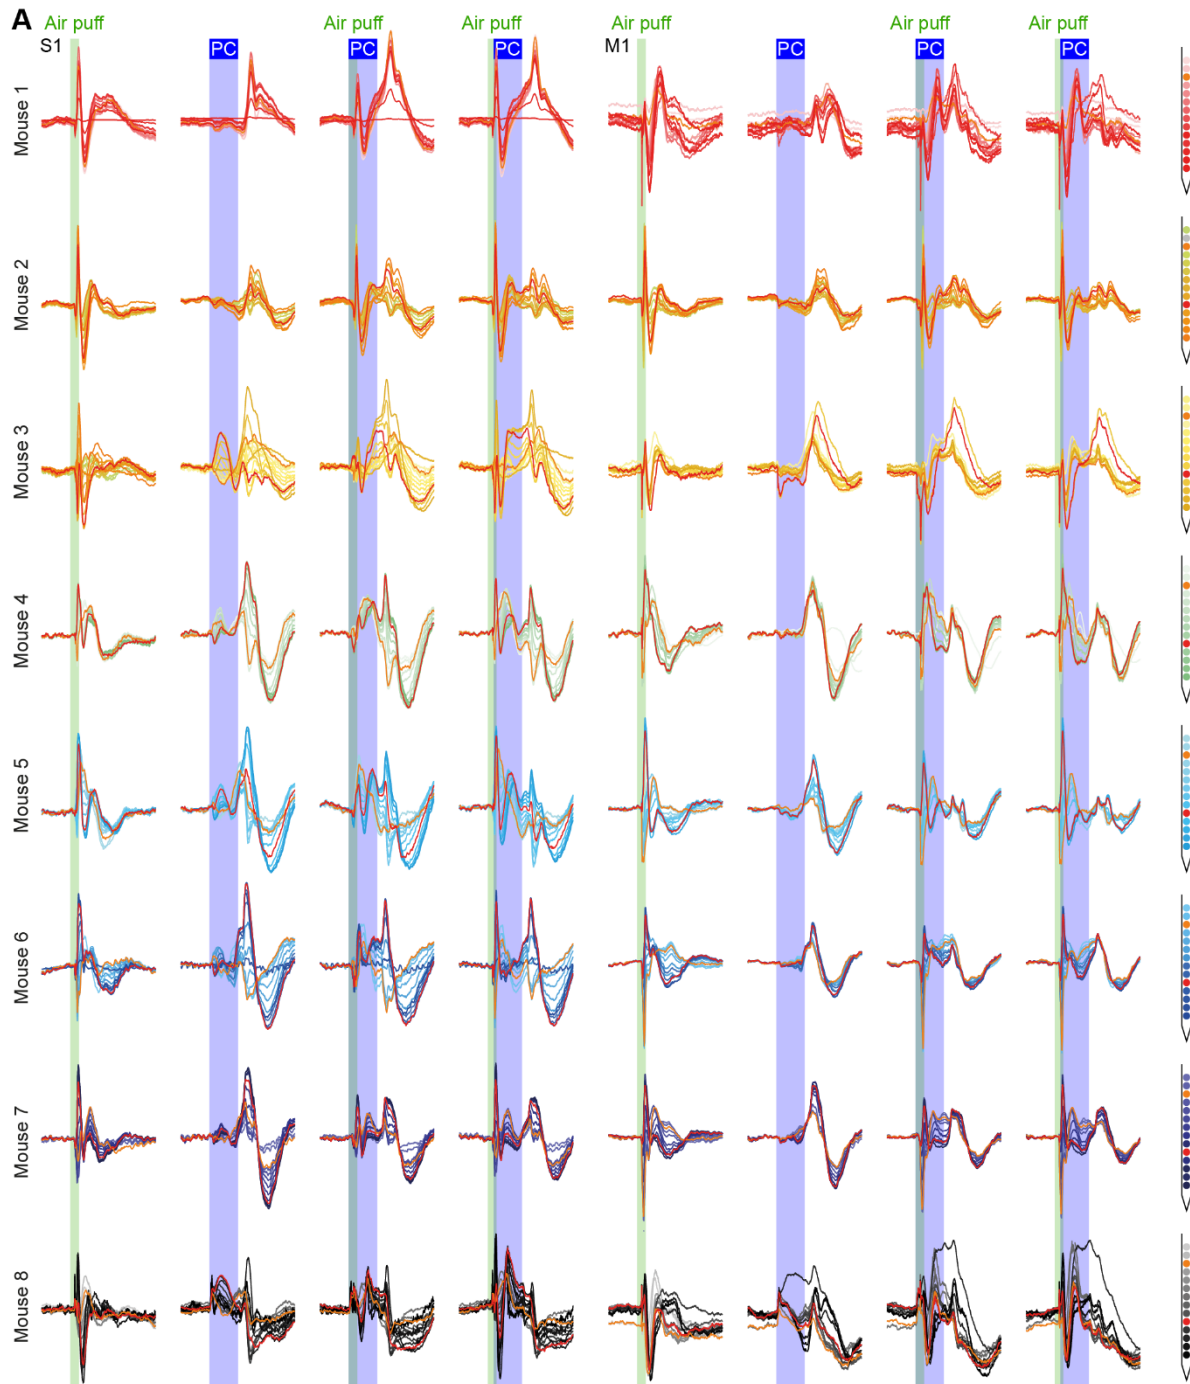 A
Air puff Air puff Air puff Air puff Air puff Air puff
S1 PC PC PC M1 PC PC PC
Mouse 1
Mouse 2
Mouse 3
Mouse 4
Mouse 5
Mouse 6
Mouse 7
Mouse 8